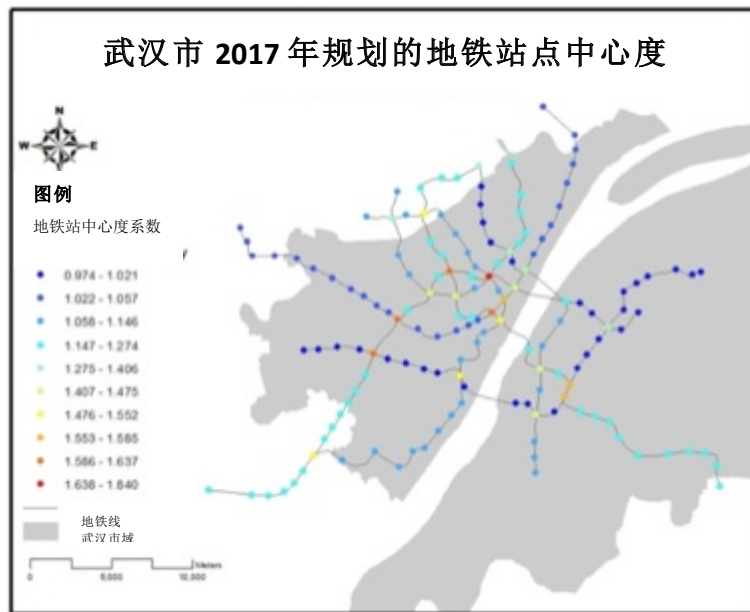 武汉市 2017 年规划的地铁站点中心度
N
W E
图例
地铁站中心度系数
0.974 - 1.021
1.022 - 1.057
1.058 - 1.146
1.147 - 1.274
1.275 - 1.406
1.407 - 1.475
1.476 - 1.552
1.553 - 1.585
1.586 - 1.637
1.638 - 1.840
地铁线
武汉市域
Meters
0 5,000 10,000